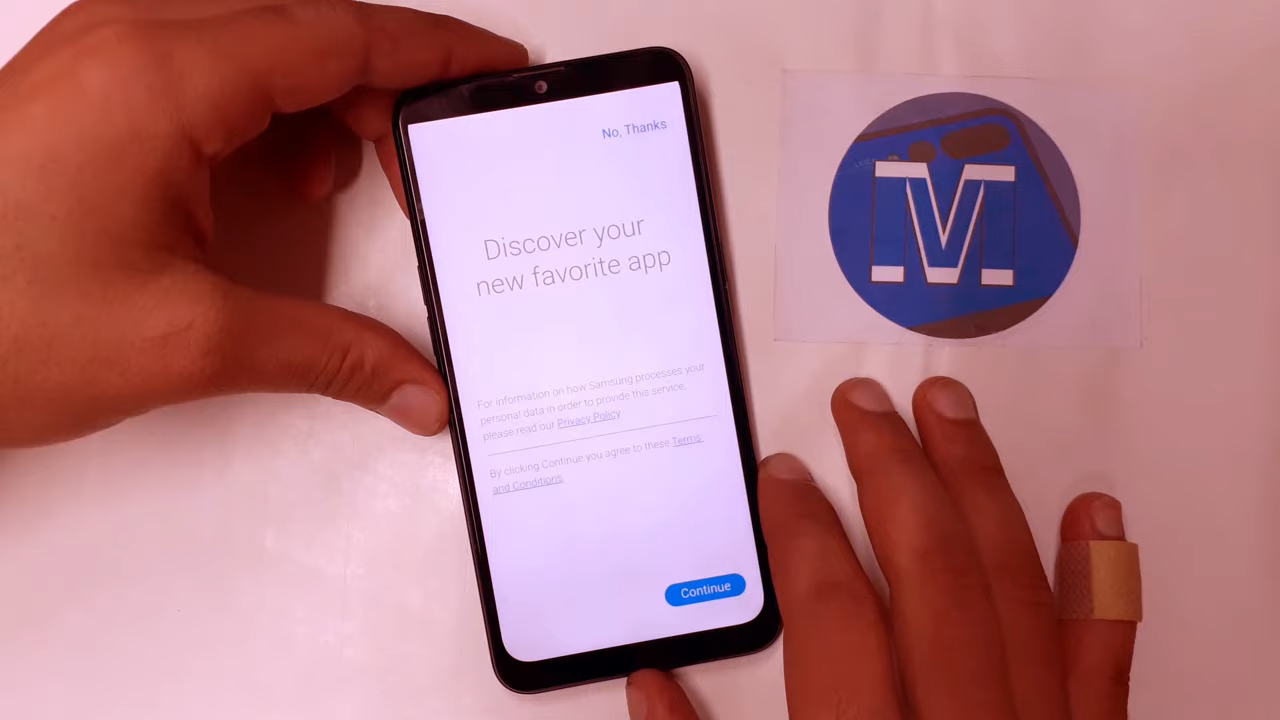 No, Thanks
Discover your
new favorite app
For information on how Samsung processes your
personal data in order to provide this service,
please read our Privacy Policy
By clicking Continue you agree to these Terms
and Conditions.
Continue
M